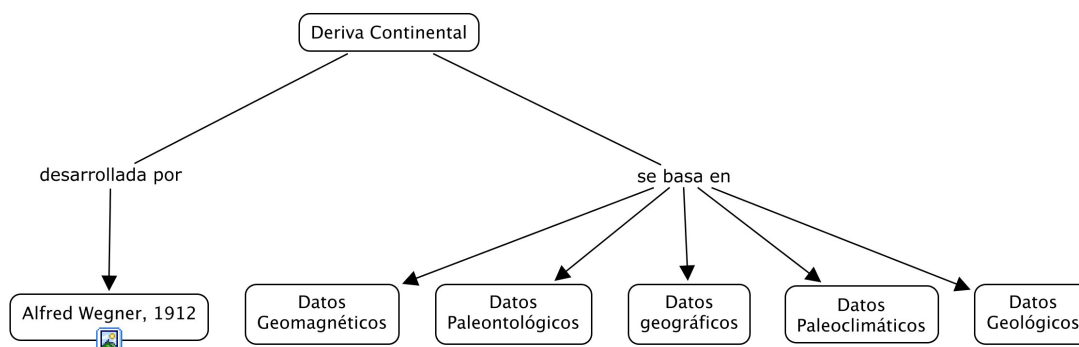 Deriva Continental
desarrollada por
se basa en
Alfred Wegner, 1912
Datos
Geomagnéticos
Datos
Paleontológicos
Datos
geográficos
Datos
Paleoclimáticos
Datos
Geológicos